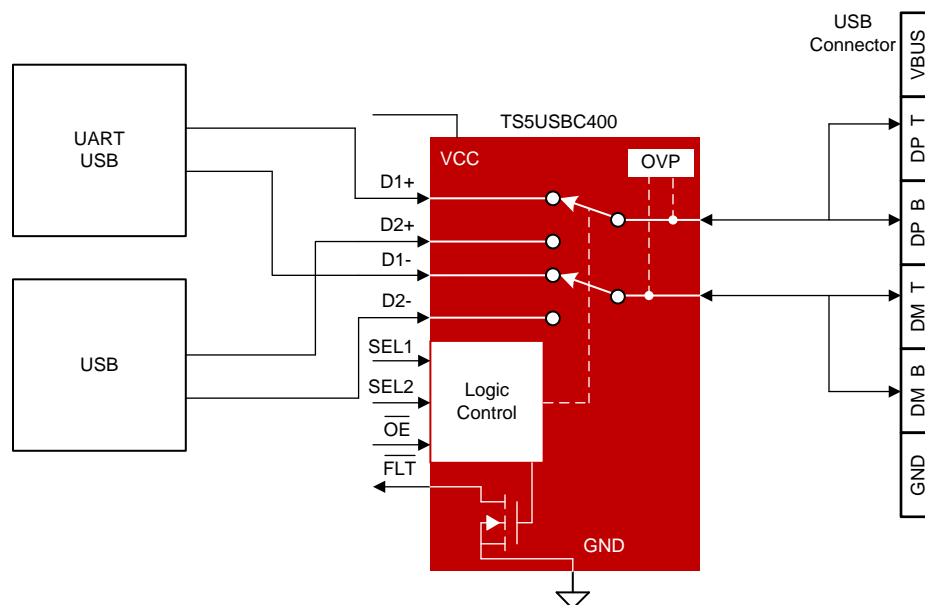 USB
Connector
VBUS
DP T
DP B
DM T
DM B
GND
UART
USB
USB
TS5USBC400
VCC
OVP
D1+
D2+
D1-
D2-
SEL1
SEL2
OE
FLT
Logic
Control
GND